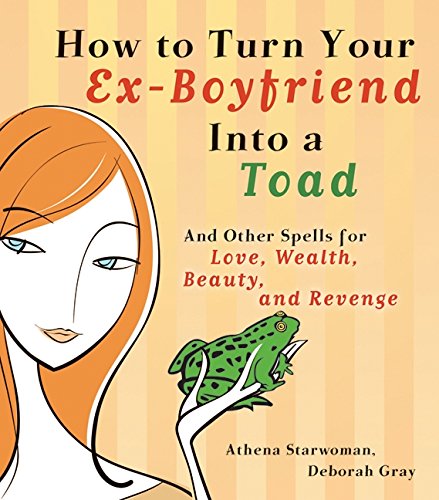 How to Turn Your
Ex-Boyfriend
Into a
Toad
And Other Spells for
Love, Wealth,
Beauty,
and Revenge
Athena Starwoman,
Deborah Gray